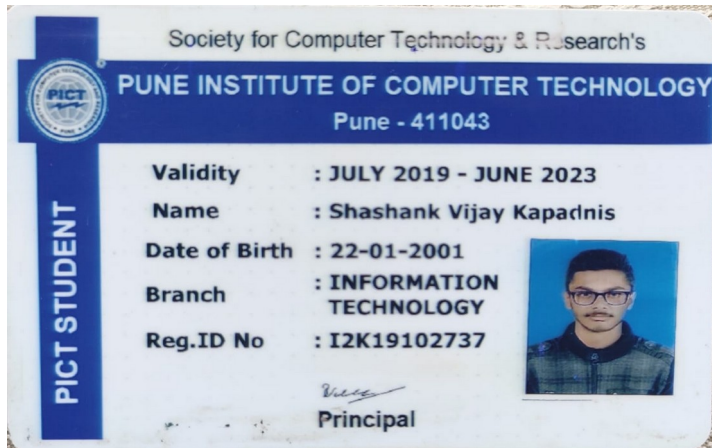 Society for Computer Technology & Research's
PICT
PUNE INSTITUTE OF COMPUTER TECHNOLOGY
Pune - 411043
PICT STUDENT
Validity : JULY 2019 - JUNE 2023
Name : Shashank Vijay Kapadnis
Date of Birth : 22-01-2001
Branch : INFORMATION
TECHNOLOGY
Reg.ID No : I2K19102737
Principal